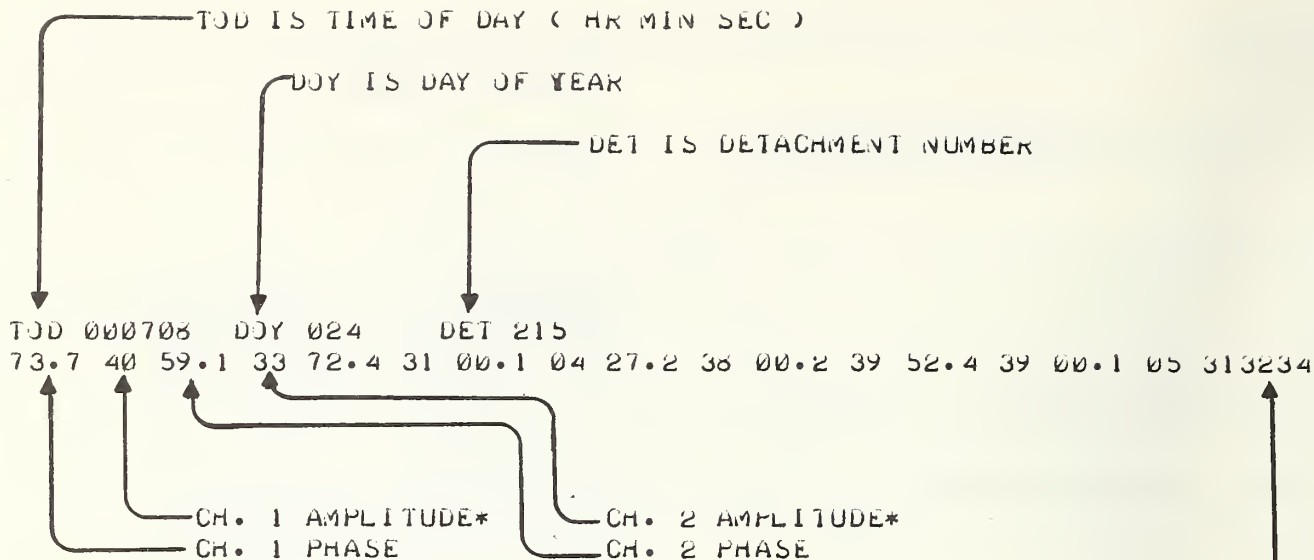 TOD IS TIME OF DAY ( HR MIN SEC )
DOY IS DAY OF YEAR
DET IS DETACHMENT NUMBER
TOD 000708 DOY 024 DET 215
73.7 40 59.1 33 72.4 31 00.1 04 27.2 38 00.2 39 52.4 39 00.1 05 313234
CH. 1 AMPLITUDE* CH. 2 AMPLITUDE*
CH. 1 PHASE CH. 2 PHASE